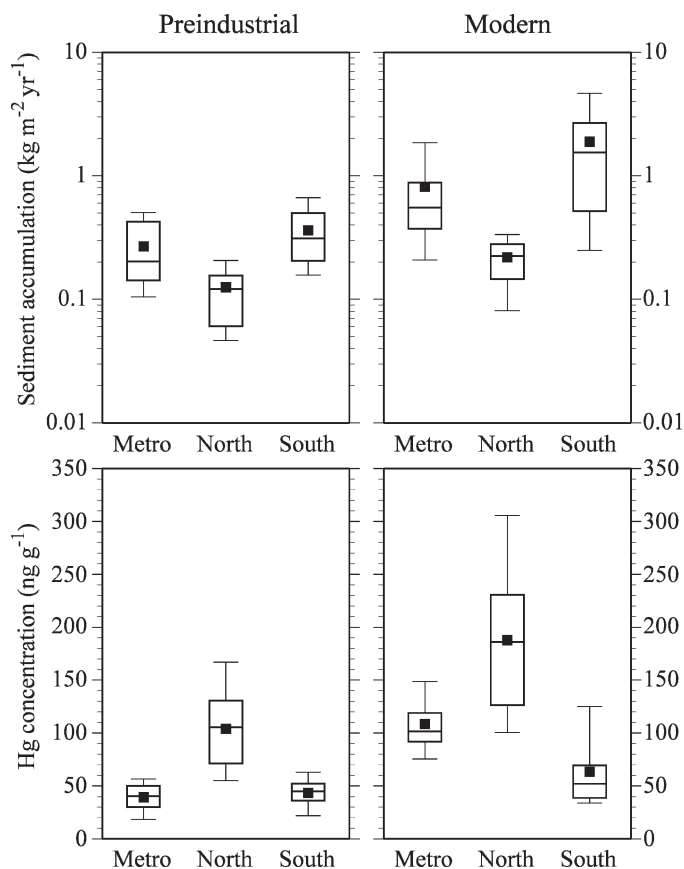 Preindustrial Modern
Sediment accumulation (kg m⁻² yr⁻¹)
10 10
1 1
0.1 0.1
0.01 0.01
Metro North South Metro North South
Hg concentration (ng g⁻¹)
350 350
300 300
250 250
200 200
150 150
100 100
50 50
0 0
Metro North South Metro North South